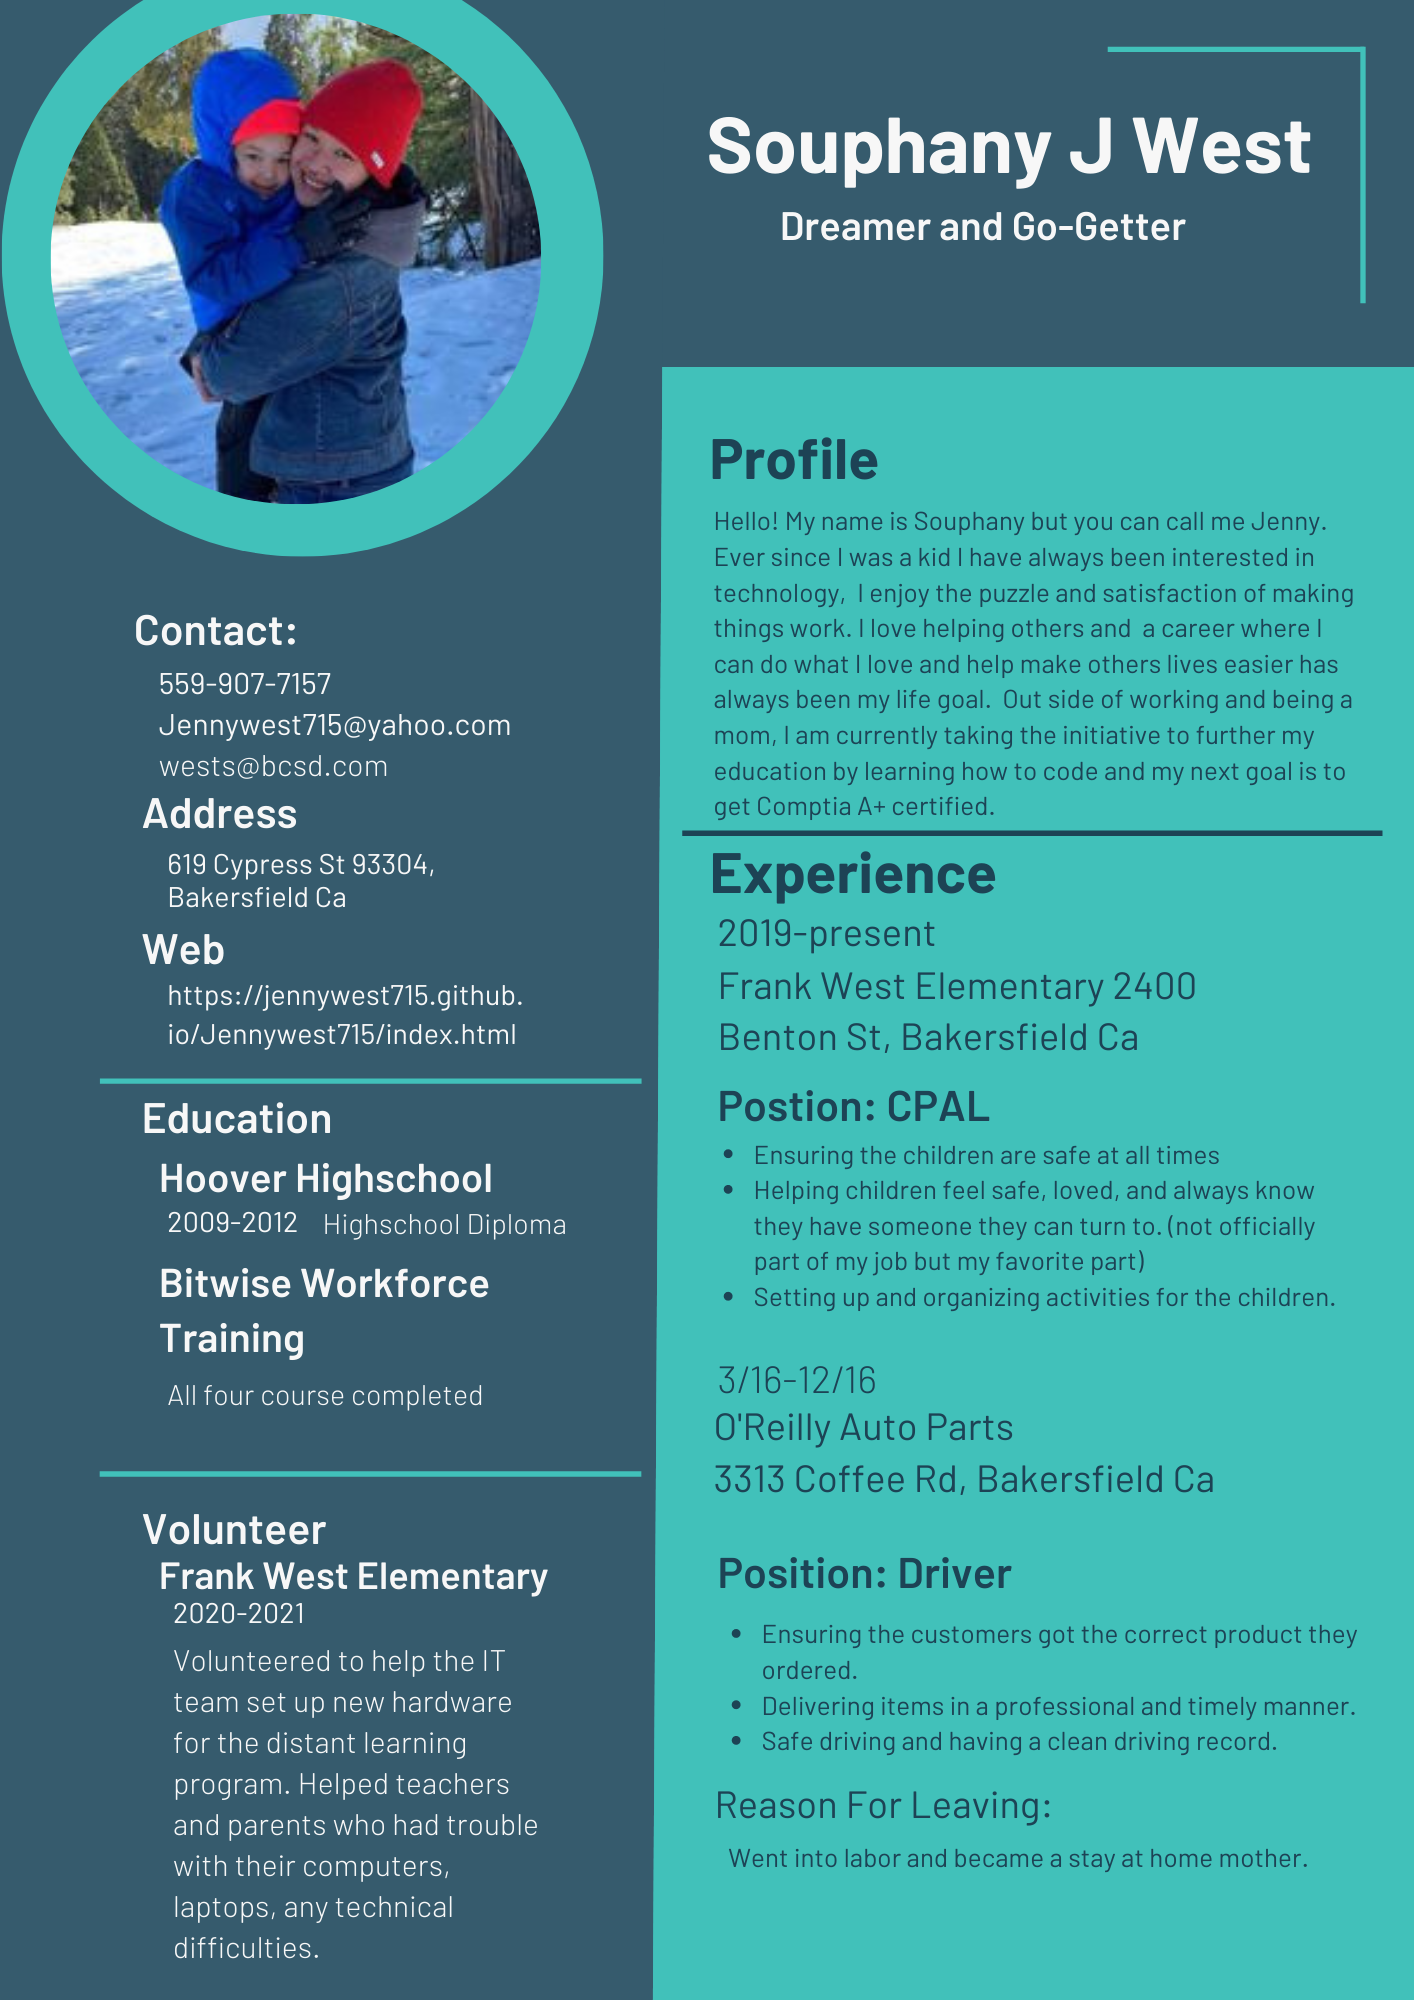 Souphany J West
Dreamer and Go-Getter
Contact:
559-907-7157
Jennywest715@yahoo.com
wests@bcsd.com
Address
619 Cypress St 93304,
Bakersfield Ca
Web
https://jennywest715.github.
io/Jennywest715/index.html
Education
Hoover Highschool
2009-2012 Highschool Diploma
Bitwise Workforce
Training
All four course completed
Volunteer
Frank West Elementary
2020-2021
Volunteered to help the IT
team set up new hardware
for the distant learning
program. Helped teachers
and parents who had trouble
with their computers,
laptops, any technical
difficulties.
Profile
Hello! My name is Souphany but you can call me Jenny.
Ever since I was a kid I have always been interested in
technology,  I enjoy the puzzle and satisfaction of making
things work. I love helping others and  a career where I
can do what I love and help make others lives easier has
always been my life goal.  Out side of working and being a
mom, I am currently taking the initiative to further my
education by learning how to code and my next goal is to
get Comptia A+ certified.
Experience
2019-present
Frank West Elementary 2400
Benton St, Bakersfield Ca
Postion: CPAL
• Ensuring the children are safe at all times
• Helping children feel safe, loved, and always know
they have someone they can turn to. (not officially
part of my job but my favorite part)
• Setting up and organizing activities for the children.
3/16-12/16
O'Reilly Auto Parts
3313 Coffee Rd, Bakersfield Ca
Position: Driver
• Ensuring the customers got the correct product they
ordered.
• Delivering items in a professional and timely manner.
• Safe driving and having a clean driving record.
Reason For Leaving:
Went into labor and became a stay at home mother.